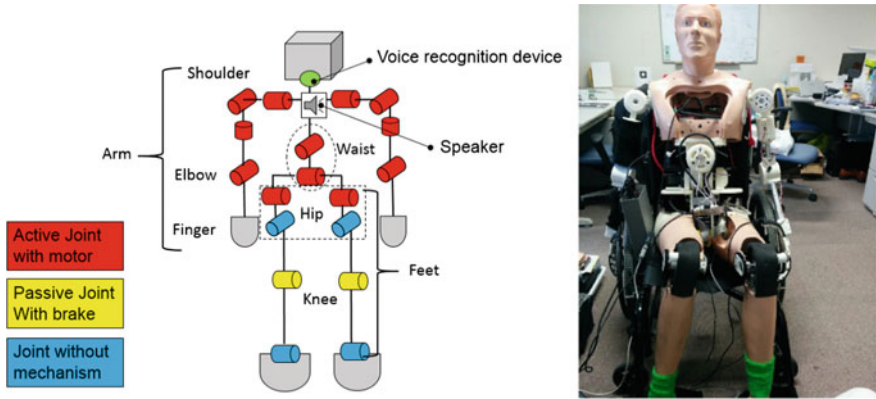 Voice recognition device
Shoulder
Arm
Waist
Speaker
Elbow
Hip
Finger
Active Joint
with motor
Feet
Passive Joint
With brake
Knee
Joint without
mechanism